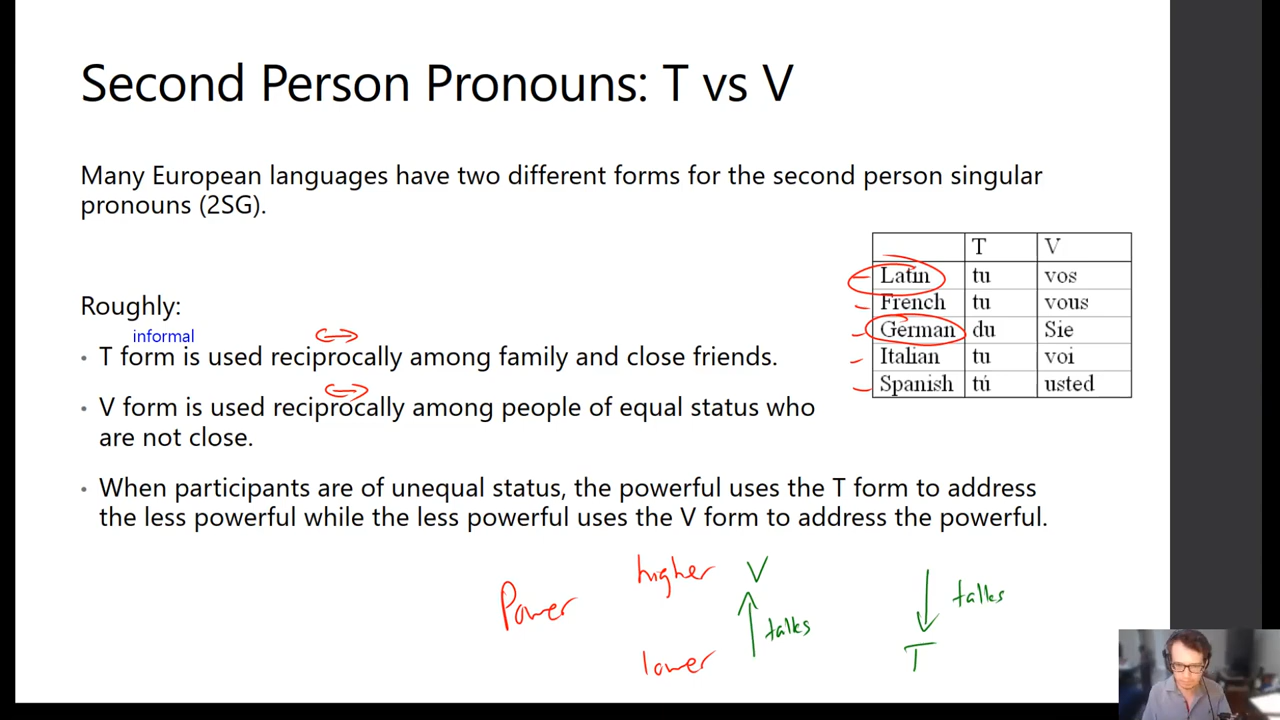 Second Person Pronouns: T vs V
Many European languages have two different forms for the second person singular
pronouns (2SG).
T V
Latin tu vos
French tu vous
German du Sie
Italian tu voi
Spanish tú usted
Roughly:
informal
• T form is used reciprocally among family and close friends.
• V form is used reciprocally among people of equal status who
are not close.
• When participants are of unequal status, the powerful uses the T form to address
the less powerful while the less powerful uses the V form to address the powerful.
Power
higher V
talks
lower
talks
T